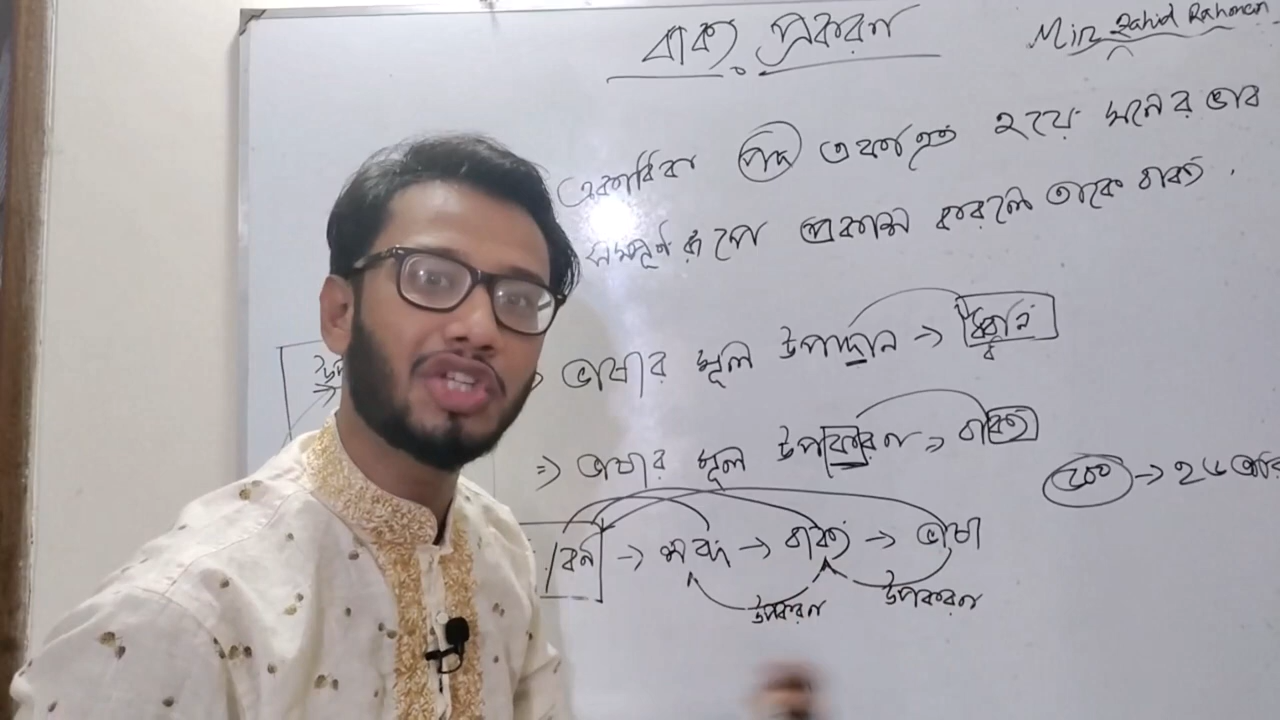 বাক্য প্রকরণ
Mir Zahid Rahman
একাধিক পদ একত্রিত হয়ে মনের ভাব
সম্পূর্ণ রূপে প্রকাশ করলে তাকে বাক্য.
ভাষার মূল উপাদান → ধ্বনি
⇒ ভাষার মূল উপকরণ ⇒ বাক্য
→ ২৬
বর্ণ → শব্দ → বাক্য → ভাষা
উপকরণ উপকরণ